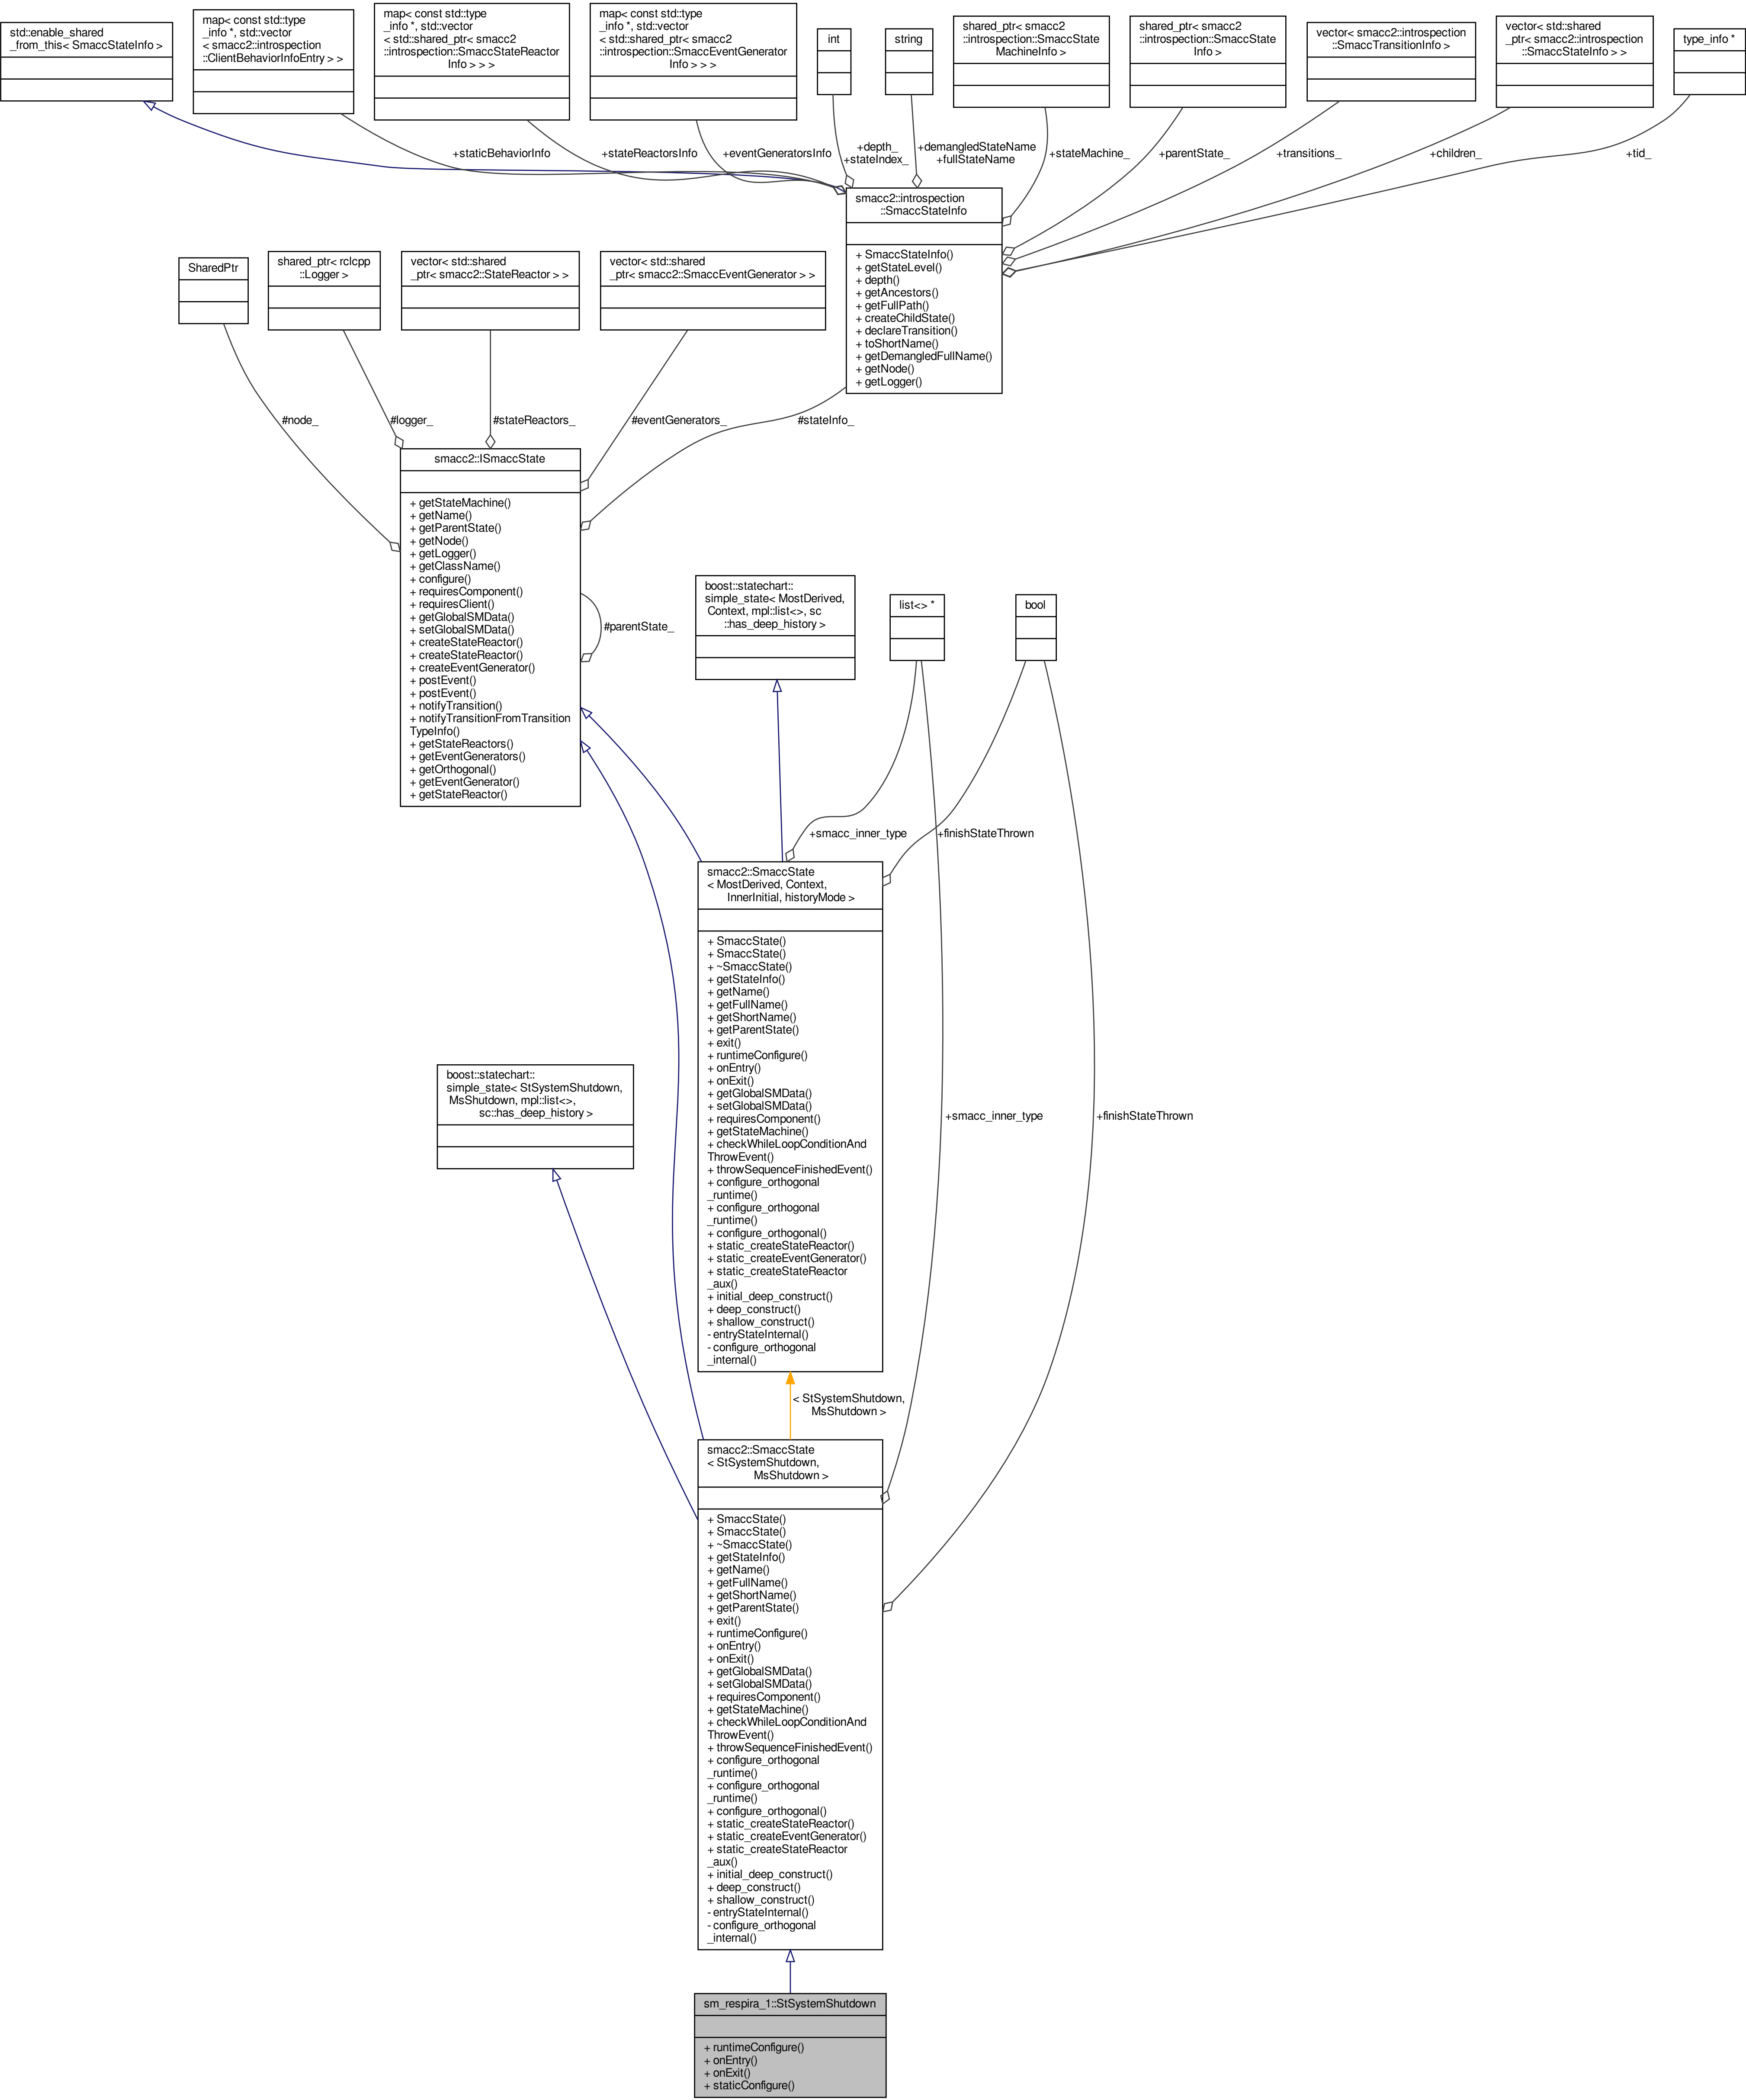 std::enable_shared
_from_this< SmaccStateInfo >
map< const std::type
_info *, std::vector
< smacc2::introspection
::ClientBehaviorInfoEntry > >
map< const std::type
_info *, std::vector
< std::shared_ptr< smacc2
::introspection::SmaccStateReactor
Info > > >
map< const std::type
_info *, std::vector
< std::shared_ptr< smacc2
::introspection::SmaccEventGenerator
Info > > >
int
string
shared_ptr< smacc2
::introspection::SmaccState
MachineInfo >
shared_ptr< smacc2
::introspection::SmaccState
Info >
vector< smacc2::introspection
::SmaccTransitionInfo >
vector< std::shared
_ptr< smacc2::introspection
::SmaccStateInfo > >
type_info *
+staticBehaviorInfo
+stateReactorsInfo
+eventGeneratorsInfo
+depth_
+stateIndex_
+demangledStateName
+fullStateName
+stateMachine_
+parentState_
+transitions_
+children_
+tid_
smacc2::introspection
::SmaccStateInfo
+ SmaccStateInfo()
+ getStateLevel()
+ depth()
+ getAncestors()
+ getFullPath()
+ createChildState()
+ declareTransition()
+ toShortName()
+ getDemangledFullName()
+ getNode()
+ getLogger()
SharedPtr
shared_ptr< rclcpp
::Logger >
vector< std::shared
_ptr< smacc2::StateReactor > >
vector< std::shared
_ptr< smacc2::SmaccEventGenerator > >
#node_
#logger_
#stateReactors_
#eventGenerators_
#stateInfo_
smacc2::ISmaccState
+ getStateMachine()
+ getName()
+ getParentState()
+ getNode()
+ getLogger()
+ getClassName()
+ configure()
+ requiresComponent()
+ requiresClient()
+ getGlobalSMData()
+ setGlobalSMData()
+ createStateReactor()
+ createStateReactor()
+ createEventGenerator()
+ postEvent()
+ postEvent()
+ notifyTransition()
+ notifyTransitionFromTransition
TypeInfo()
+ getStateReactors()
+ getEventGenerators()
+ getOrthogonal()
+ getEventGenerator()
+ getStateReactor()
#parentState_
boost::statechart::
simple_state< MostDerived,
Context, mpl::list<>, sc
::has_deep_history >
list<> *
bool
+smacc_inner_type
+finishStateThrown
smacc2::SmaccState
< MostDerived, Context,
InnerInitial, historyMode >
+ SmaccState()
+ SmaccState()
+ ~SmaccState()
+ getStateInfo()
+ getName()
+ getFullName()
+ getShortName()
+ getParentState()
+ exit()
+ runtimeConfigure()
+ onEntry()
+ onExit()
+ getGlobalSMData()
+ setGlobalSMData()
+ requiresComponent()
+ getStateMachine()
+ checkWhileLoopConditionAnd
ThrowEvent()
+ throwSequenceFinishedEvent()
+ configure_orthogonal
_runtime()
+ configure_orthogonal
_runtime()
+ configure_orthogonal()
+ static_createStateReactor()
+ static_createEventGenerator()
+ static_createStateReactor
_aux()
+ initial_deep_construct()
+ deep_construct()
+ shallow_construct()
- entryStateInternal()
- configure_orthogonal
_internal()
boost::statechart::
simple_state< StSystemShutdown,
MsShutdown, mpl::list<>,
sc::has_deep_history >
+smacc_inner_type
+finishStateThrown
< StSystemShutdown,
MsShutdown >
smacc2::SmaccState
< StSystemShutdown,
MsShutdown >
+ SmaccState()
+ SmaccState()
+ ~SmaccState()
+ getStateInfo()
+ getName()
+ getFullName()
+ getShortName()
+ getParentState()
+ exit()
+ runtimeConfigure()
+ onEntry()
+ onExit()
+ getGlobalSMData()
+ setGlobalSMData()
+ requiresComponent()
+ getStateMachine()
+ checkWhileLoopConditionAnd
ThrowEvent()
+ throwSequenceFinishedEvent()
+ configure_orthogonal
_runtime()
+ configure_orthogonal
_runtime()
+ configure_orthogonal()
+ static_createStateReactor()
+ static_createEventGenerator()
+ static_createStateReactor
_aux()
+ initial_deep_construct()
+ deep_construct()
+ shallow_construct()
- entryStateInternal()
- configure_orthogonal
_internal()
sm_respira_1::StSystemShutdown
+ runtimeConfigure()
+ onEntry()
+ onExit()
+ staticConfigure()